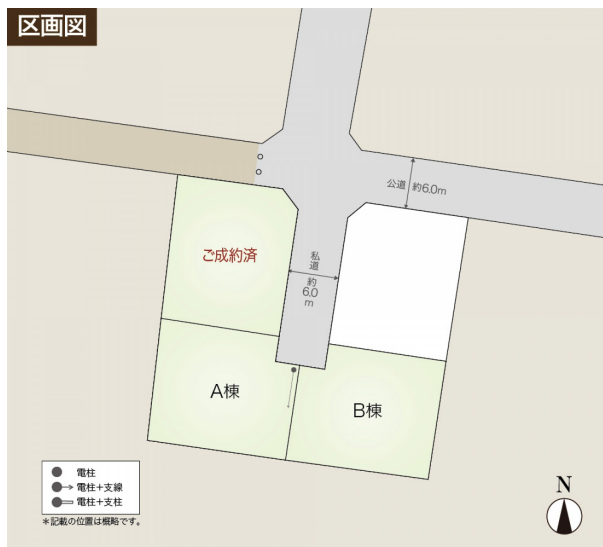 区画図
公道 約6.0m
ご成約済
私道
約6.0m
A棟
B棟
電柱
電柱+支線
電柱+支柱
*記載の位置は概略です。
N